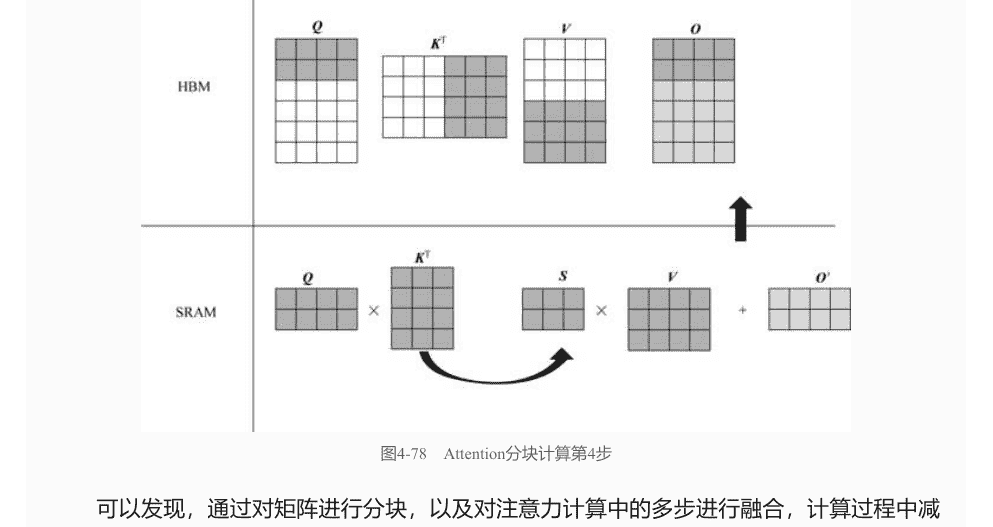 Q Kᵀ V O
HBM
Q Kᵀ S V O'
SRAM × × +
图4-78 Attention分块计算第4步
可以发现，通过对矩阵进行分块，以及对注意力计算中的多步进行融合，计算过程中减